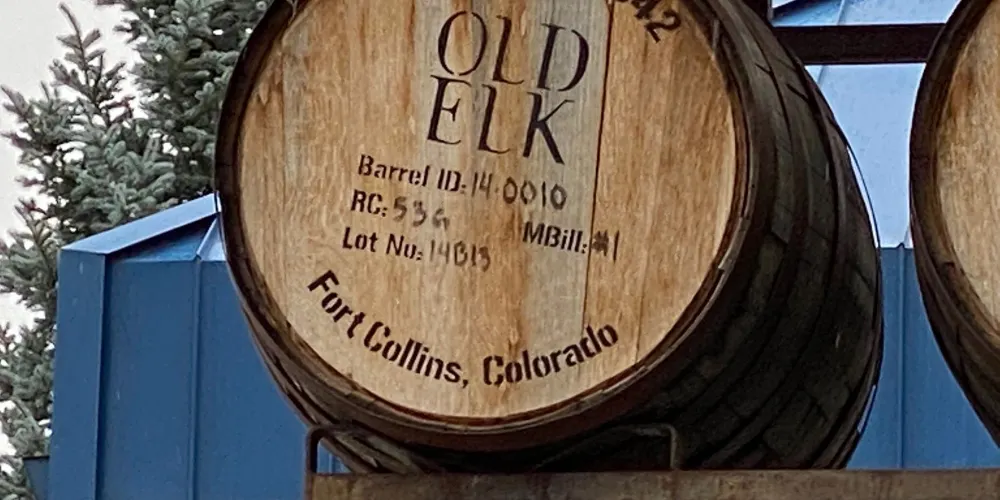 OLD
ELK
Barrel ID: 14-0010
RC: 53G
MBill: #1
Lot No: 14B13
Fort Collins, Colorado